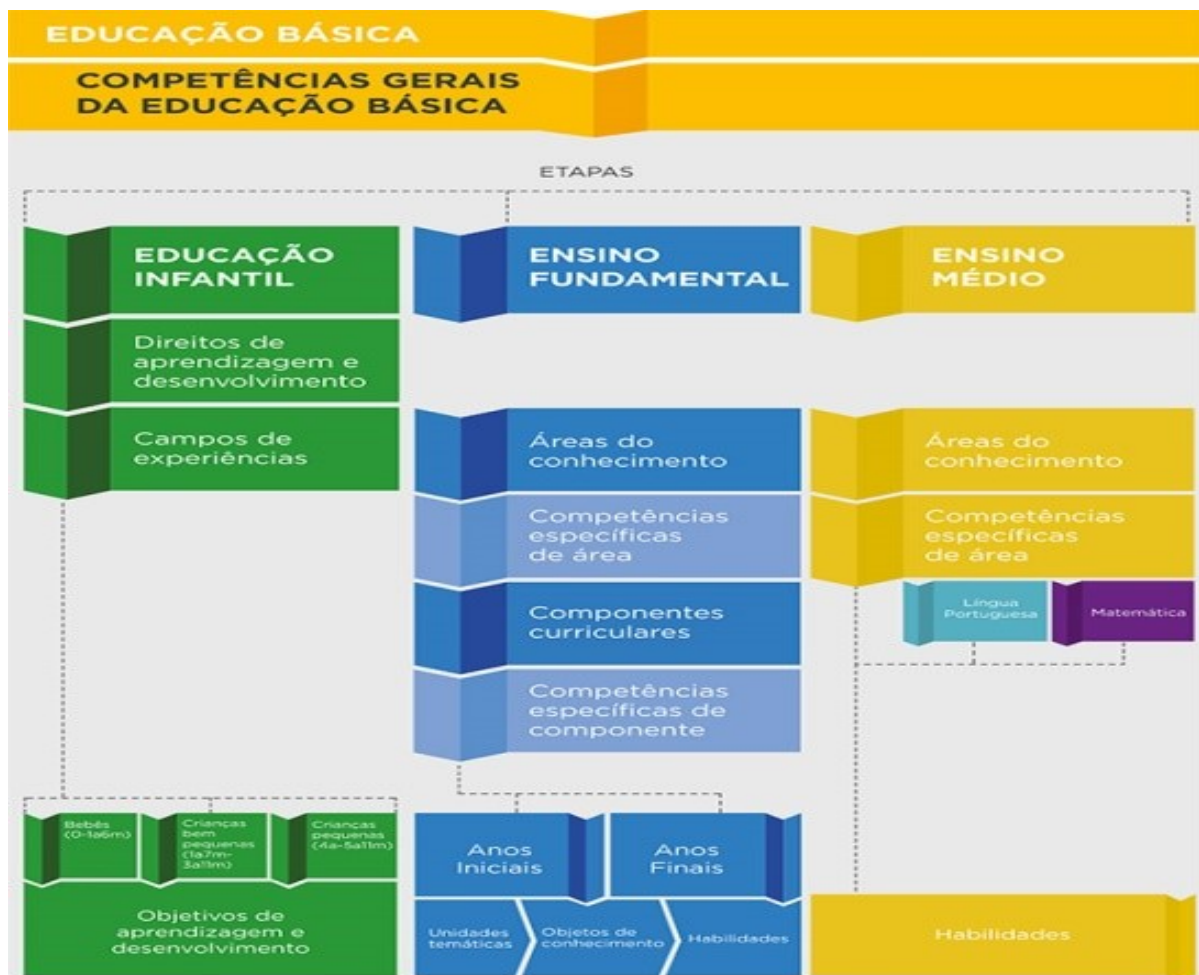 EDUCAÇÃO BÁSICA
COMPETÊNCIAS GERAIS
DA EDUCAÇÃO BÁSICA
ETAPAS
EDUCAÇÃO
INFANTIL
Direitos de
aprendizagem e
desenvolvimento
Campos de
experiências
Bebês
(0-1a6m)
Crianças
bem
pequenas
(1a7m-
3a11m)
Crianças
pequenas
(4a-5a11m)
Objetivos de
aprendizagem e
desenvolvimento
ENSINO
FUNDAMENTAL
Áreas do
conhecimento
Competências
específicas
de área
Componentes
curriculares
Competências
específicas de
componente
Anos
Iniciais
Anos
Finais
Unidades
temáticas
Objetos de
conhecimento
Habilidades
ENSINO
MÉDIO
Áreas do
conhecimento
Competências
específicas
de área
Língua
Portuguesa
Matemática
Habilidades